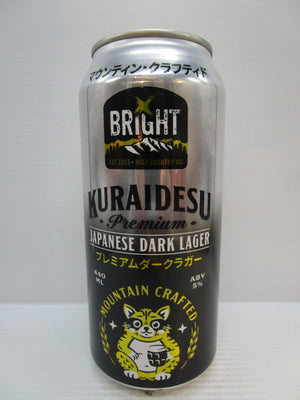 マウンテイン・クラフテイド
BRIGHT
EST 2005 • HIGH COUNTRY VIC
KURAIDESU
- Premium -
JAPANESE DARK LAGER
プレミアムダークラガー
440 ML
ABV 5%
MOUNTAIN CRAFTED